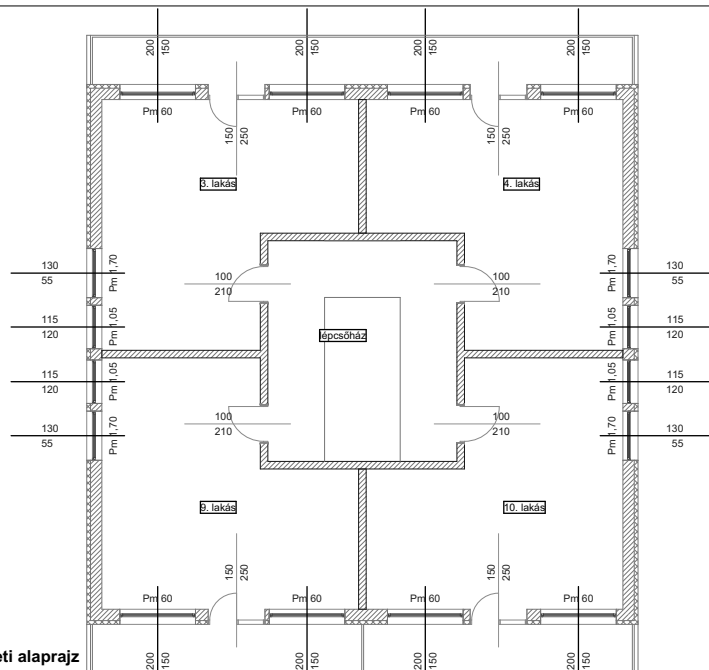 200 150 200 150 200 150 200 150
Pm 60 Pm 60 Pm 60 Pm 60
150 250 150 250
3. lakás 4. lakás
130 55 Pm 1,70 100 210 100 210 Pm 1,70 130 55
115 120 Pm 1,05 lépcsőház Pm 1,05 115 120
115 120 Pm 1,05 Pm 1,05 115 120
130 55 Pm 1,70 100 210 100 210 Pm 1,70 130 55
9. lakás 10. lakás
150 250 150 250
Pm 60 Pm 60 Pm 60 Pm 60
200 150 200 150 200 150 200 150
alaprajz